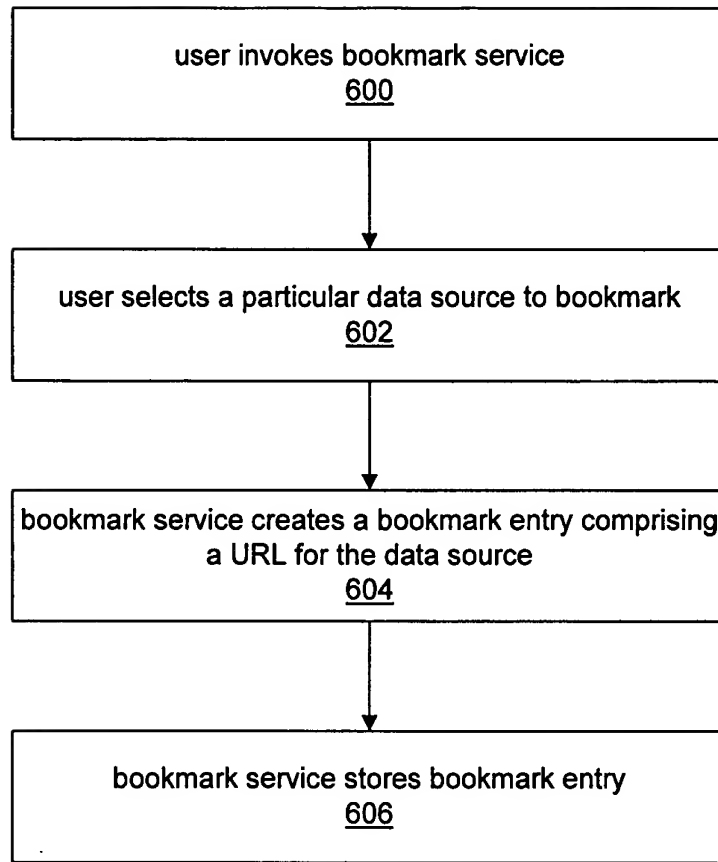 user invokes bookmark service
600
user selects a particular data source to bookmark
602
bookmark service creates a bookmark entry comprising
a URL for the data source
604
bookmark service stores bookmark entry
606